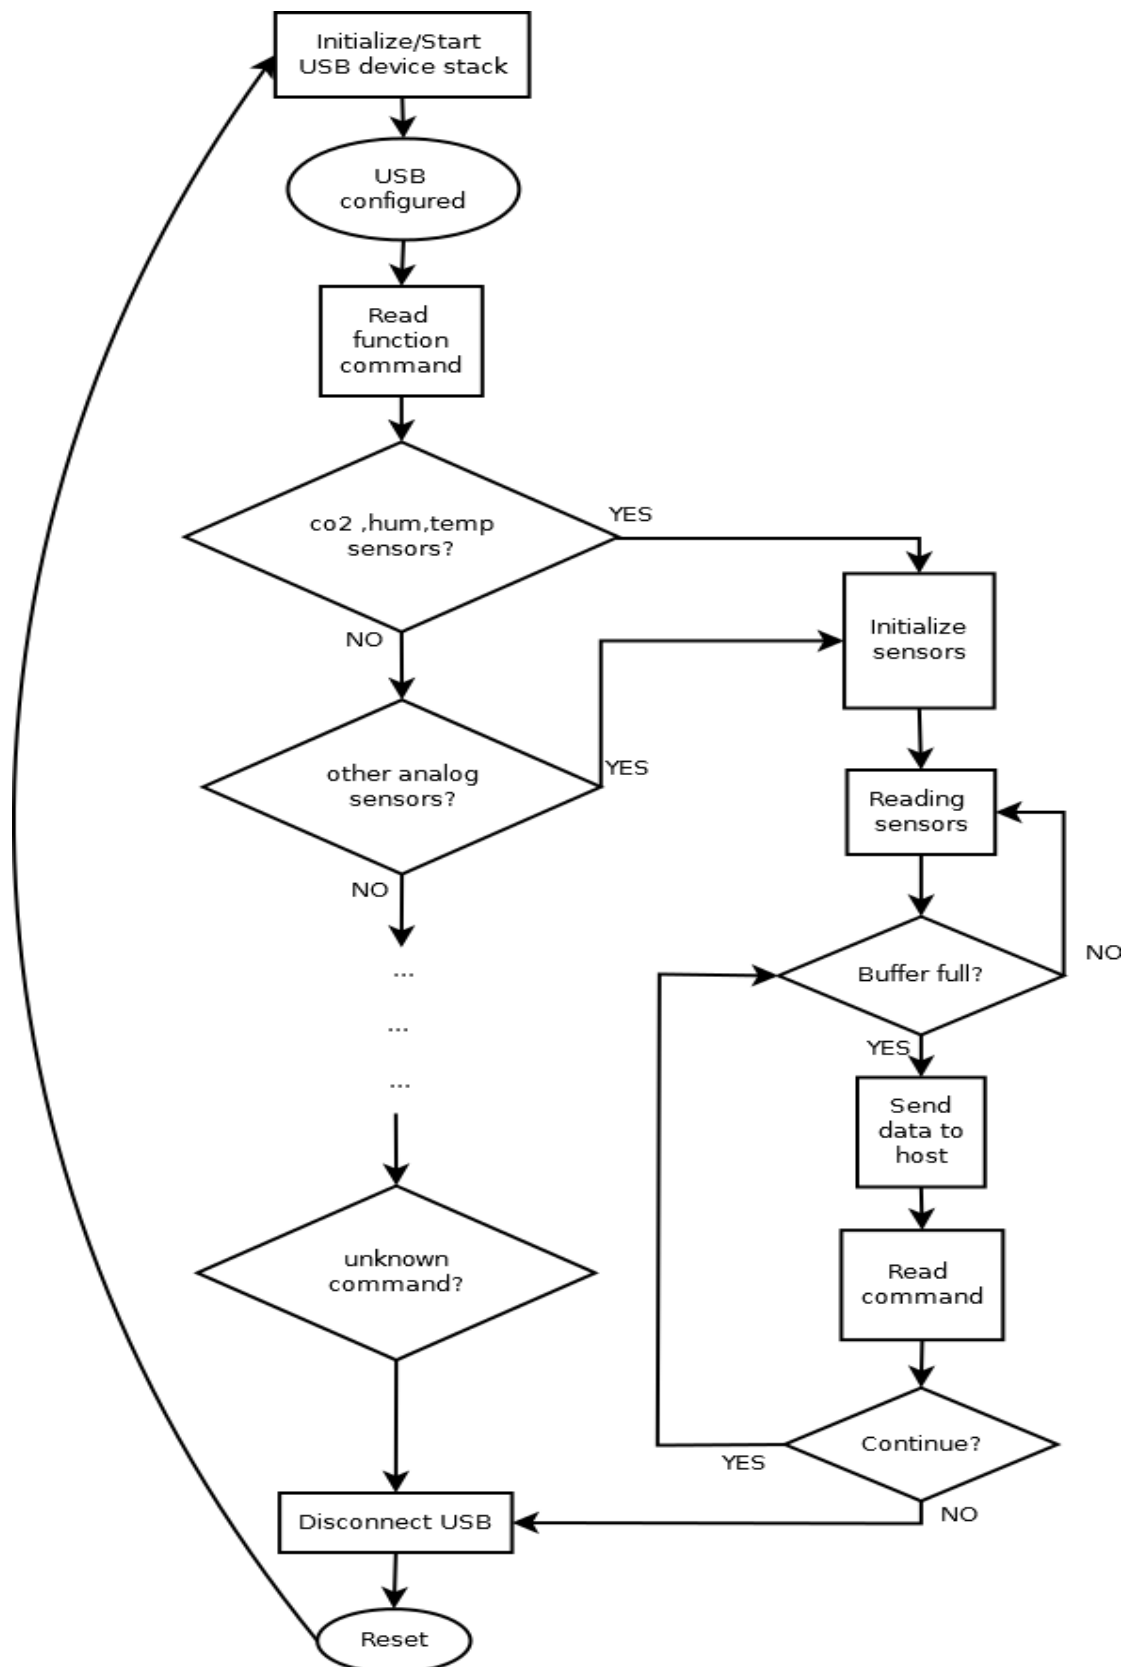 Initialize/Start
USB device stack
USB
configured
Read
function
command
co2 ,hum,temp
sensors?
YES
NO
Initialize
sensors
other analog
sensors?
YES
NO
Reading
sensors
Buffer full?
NO
YES
...
...
...
Send
data to
host
unknown
command?
Read
command
Continue?
YES
NO
Disconnect USB
Reset